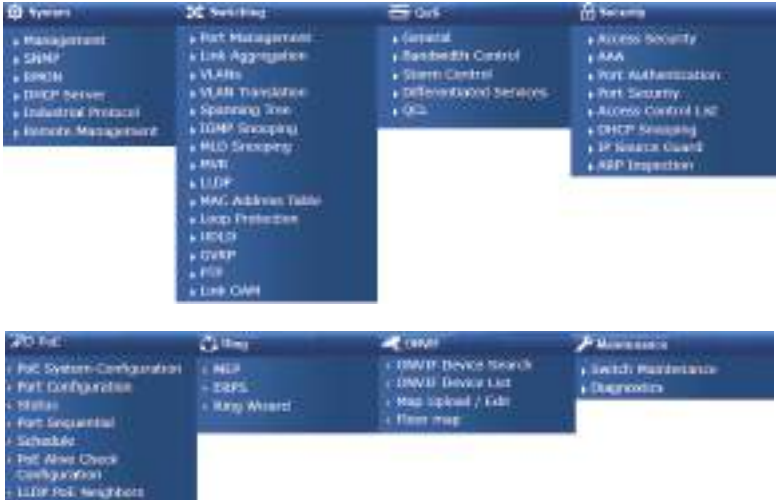 System
Management
SNMP
RMON
DHCP Server
Industrial Protocol
Remote Management
Switching
Port Management
Link Aggregation
VLANs
VLAN Translation
Spanning Tree
IGMP Snooping
MLD Snooping
MVR
LLDP
MAC Address Table
Loop Protection
UDLD
GVRP
PTP
Link OAM
QoS
General
Bandwidth Control
Storm Control
Differentiated Services
QCL
Security
Access Security
AAA
Port Authentication
Port Security
Access Control List
DHCP Snooping
IP Source Guard
ARP Inspection
PoE
PoE System Configuration
Port Configuration
Status
Port Sequential
Schedule
PoE Alive Check
Configuration
LLDP PoE Neighbors
Ring
MEP
ERPS
Ring Wizard
ONVIF
ONVIF Device Search
ONVIF Device List
Map Upload / Edit
Floor map
Maintenance
Switch Maintenance
Diagnostics